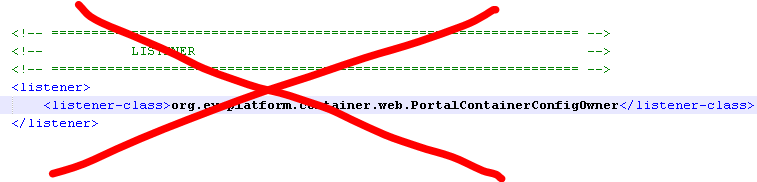 <!-- ====================================================================== -->
<!-- LISTENER -->
<!-- ====================================================================== -->
<listener>
<listener-class>org.exoplatform.container.web.PortalContainerConfigOwner</listener-class>
</listener>